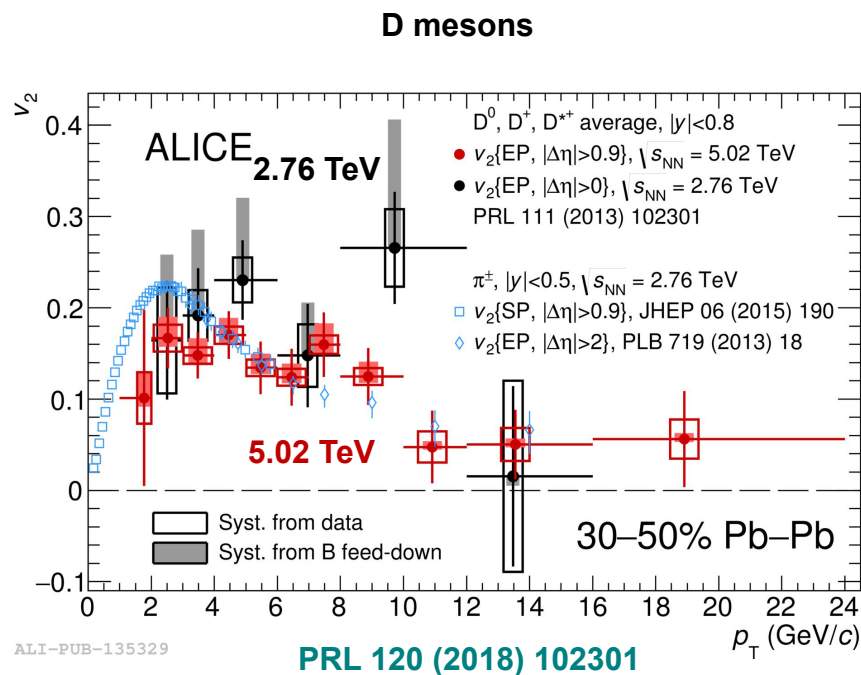 D mesons
v₂
0.4
0.3
0.2
0.1
0
−0.1
ALICE
2.76 TeV
D⁰, D⁺, D*⁺ average, |y|<0.8
v₂{EP, |Δη|>0.9}, √s_NN = 5.02 TeV
v₂{EP, |Δη|>0}, √s_NN = 2.76 TeV
PRL 111 (2013) 102301
π±, |y|<0.5, √s_NN = 2.76 TeV
v₂{SP, |Δη|>0.9}, JHEP 06 (2015) 190
v₂{EP, |Δη|>2}, PLB 719 (2013) 18
5.02 TeV
Syst. from data
Syst. from B feed-down
30–50% Pb–Pb
0 2 4 6 8 10 12 14 16 18 20 22 24
p_T (GeV/c)
ALI−PUB−135329
PRL 120 (2018) 102301